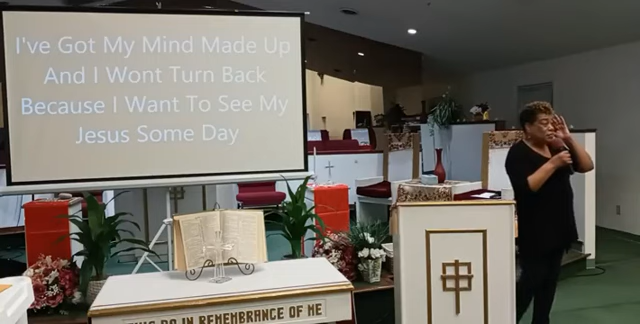 I've Got My Mind Made Up
And I Wont Turn Back
Because I Want To See My
Jesus Some Day
DO IN REMEMBRANCE OF ME